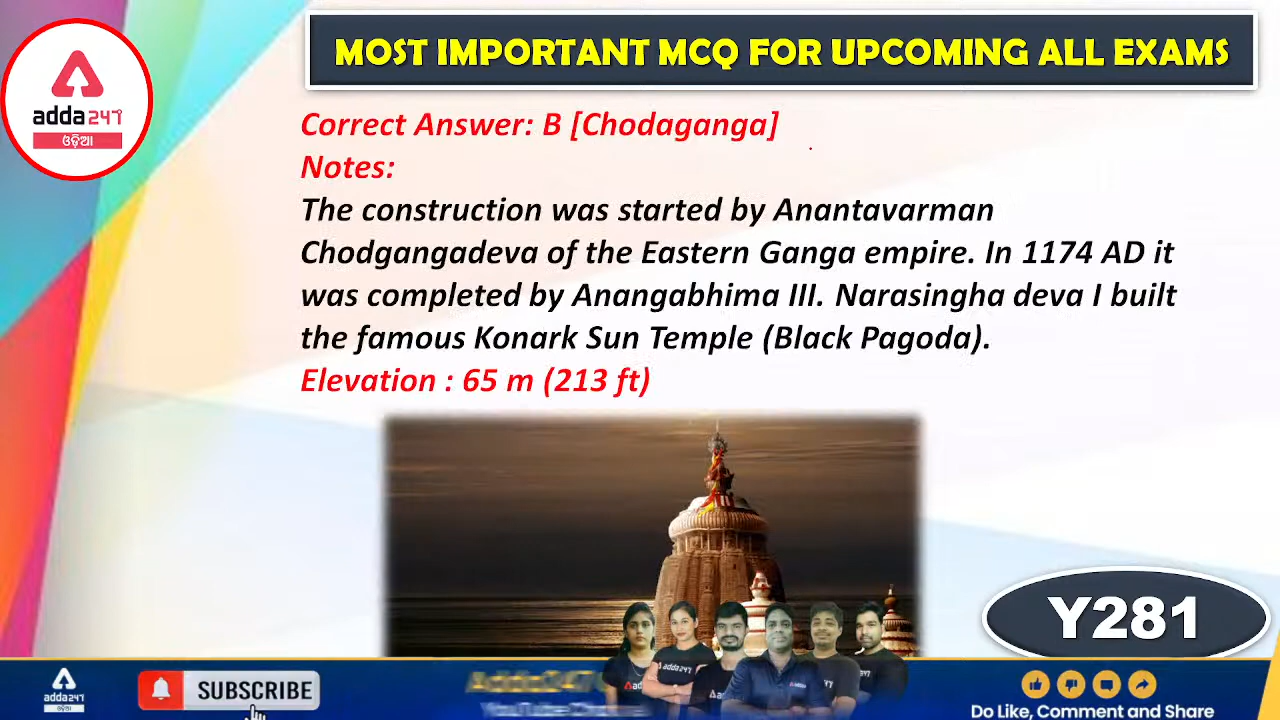 MOST IMPORTANT MCQ FOR UPCOMING ALL EXAMS
adda247
ଓଡ଼ିଆ
Correct Answer: B [Chodaganga]
Notes:
The construction was started by Anantavarman
Chodgangadeva of the Eastern Ganga empire. In 1174 AD it
was completed by Anangabhima III. Narasingha deva I built
the famous Konark Sun Temple (Black Pagoda).
Elevation : 65 m (213 ft)
Y281
adda247
ଓଡ଼ିଆ
SUBSCRIBE
Adda247
YouTube
adda247
Do Like, Comment and Share